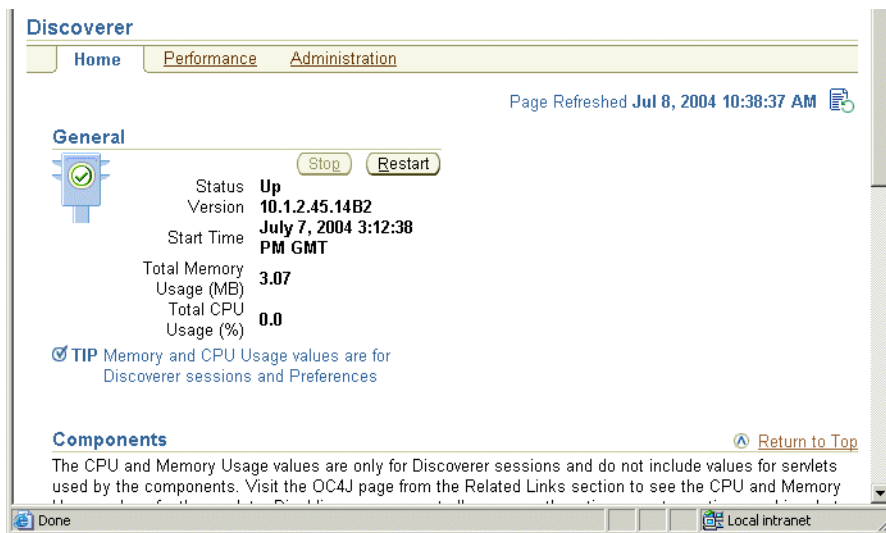 Discoverer
Home Performance Administration
Page Refreshed Jul 8, 2004 10:38:37 AM
General
Stop Restart
Status Up
Version 10.1.2.45.14B2
Start Time July 7, 2004 3:12:38 PM GMT
Total Memory Usage (MB) 3.07
Total CPU Usage (%) 0.0
TIP Memory and CPU Usage values are for
Discoverer sessions and Preferences
Components Return to Top
The CPU and Memory Usage values are only for Discoverer sessions and do not include values for servlets
used by the components. Visit the OC4J page from the Related Links section to see the CPU and Memory
Done Local intranet